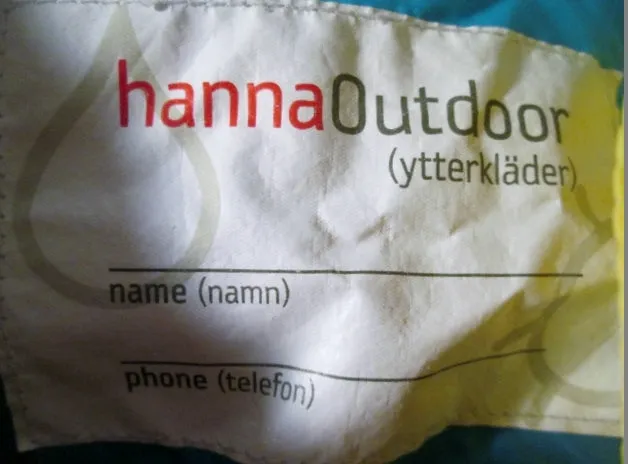 hannaOutdoor
(ytterkläder)
name (namn)
phone (telefon)